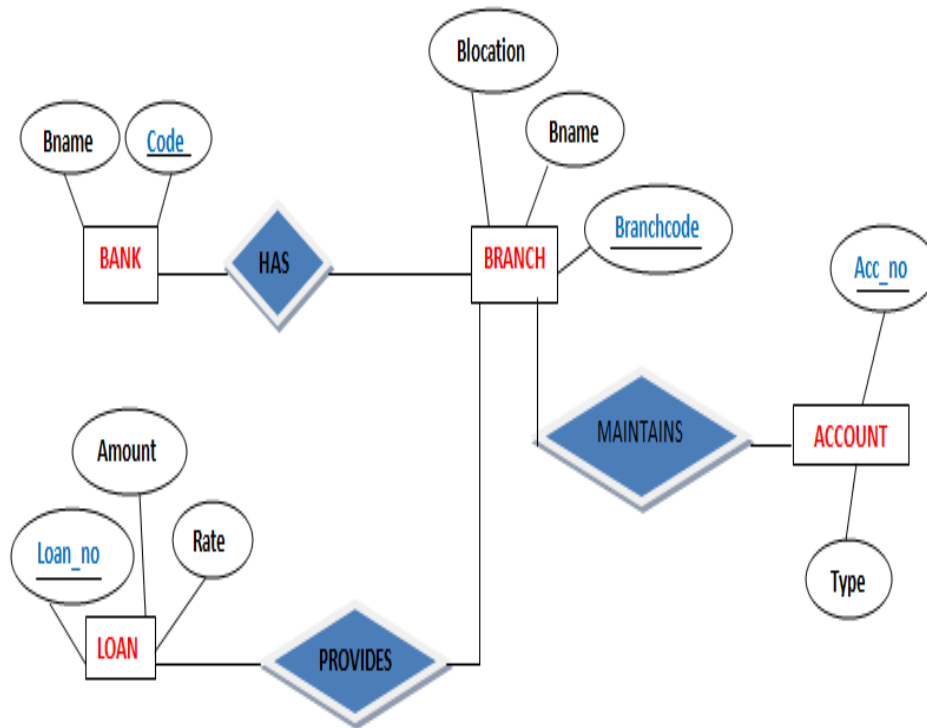 Blocation
Bname
Code
Bname
Branchcode
BANK
HAS
BRANCH
Acc_no
Amount
MAINTAINS
ACCOUNT
Loan_no
Rate
Type
LOAN
PROVIDES